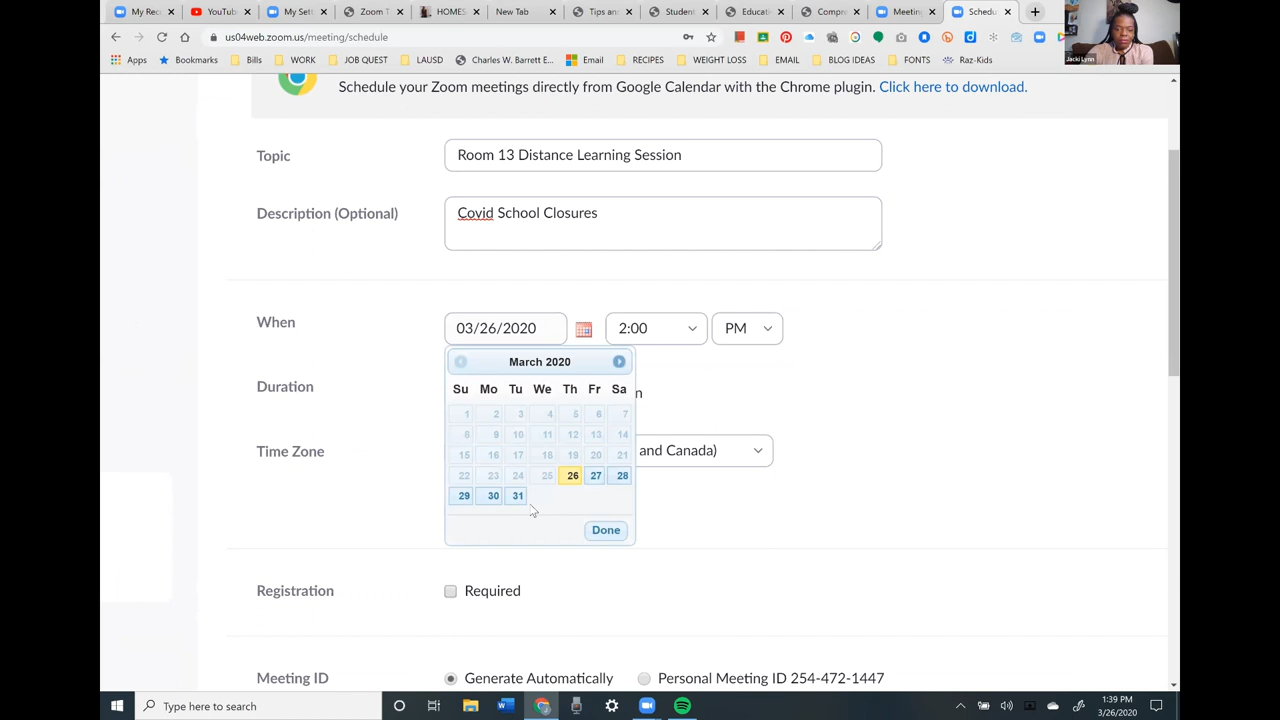 My Rec
YouTub
My Sett
Zoom T
HOMES
New Tab
Tips an
Student
Educati
Compre
Meetin
Schedu
us04web.zoom.us/meeting/schedule
Apps
Bookmarks
Bills
WORK
JOB QUEST
LAUSD
Charles W. Barrett E...
Email
RECIPES
WEIGHT LOSS
EMAIL
BLOG IDEAS
FONTS
Raz-Kids
Jacki Lynn
Schedule your Zoom meetings directly from Google Calendar with the Chrome plugin. Click here to download.
Topic
Room 13 Distance Learning Session
Description (Optional)
Covid School Closures
When
03/26/2020
2:00
PM
March 2020
Su Mo Tu We Th Fr Sa
1 2 3 4 5 6 7
8 9 10 11 12 13 14
15 16 17 18 19 20 21
22 23 24 25 26 27 28
29 30 31
Done
Duration
n
Time Zone
and Canada)
Registration
Required
Meeting ID
Generate Automatically
Personal Meeting ID 254-472-1447
Type here to search
1:39 PM
3/26/2020